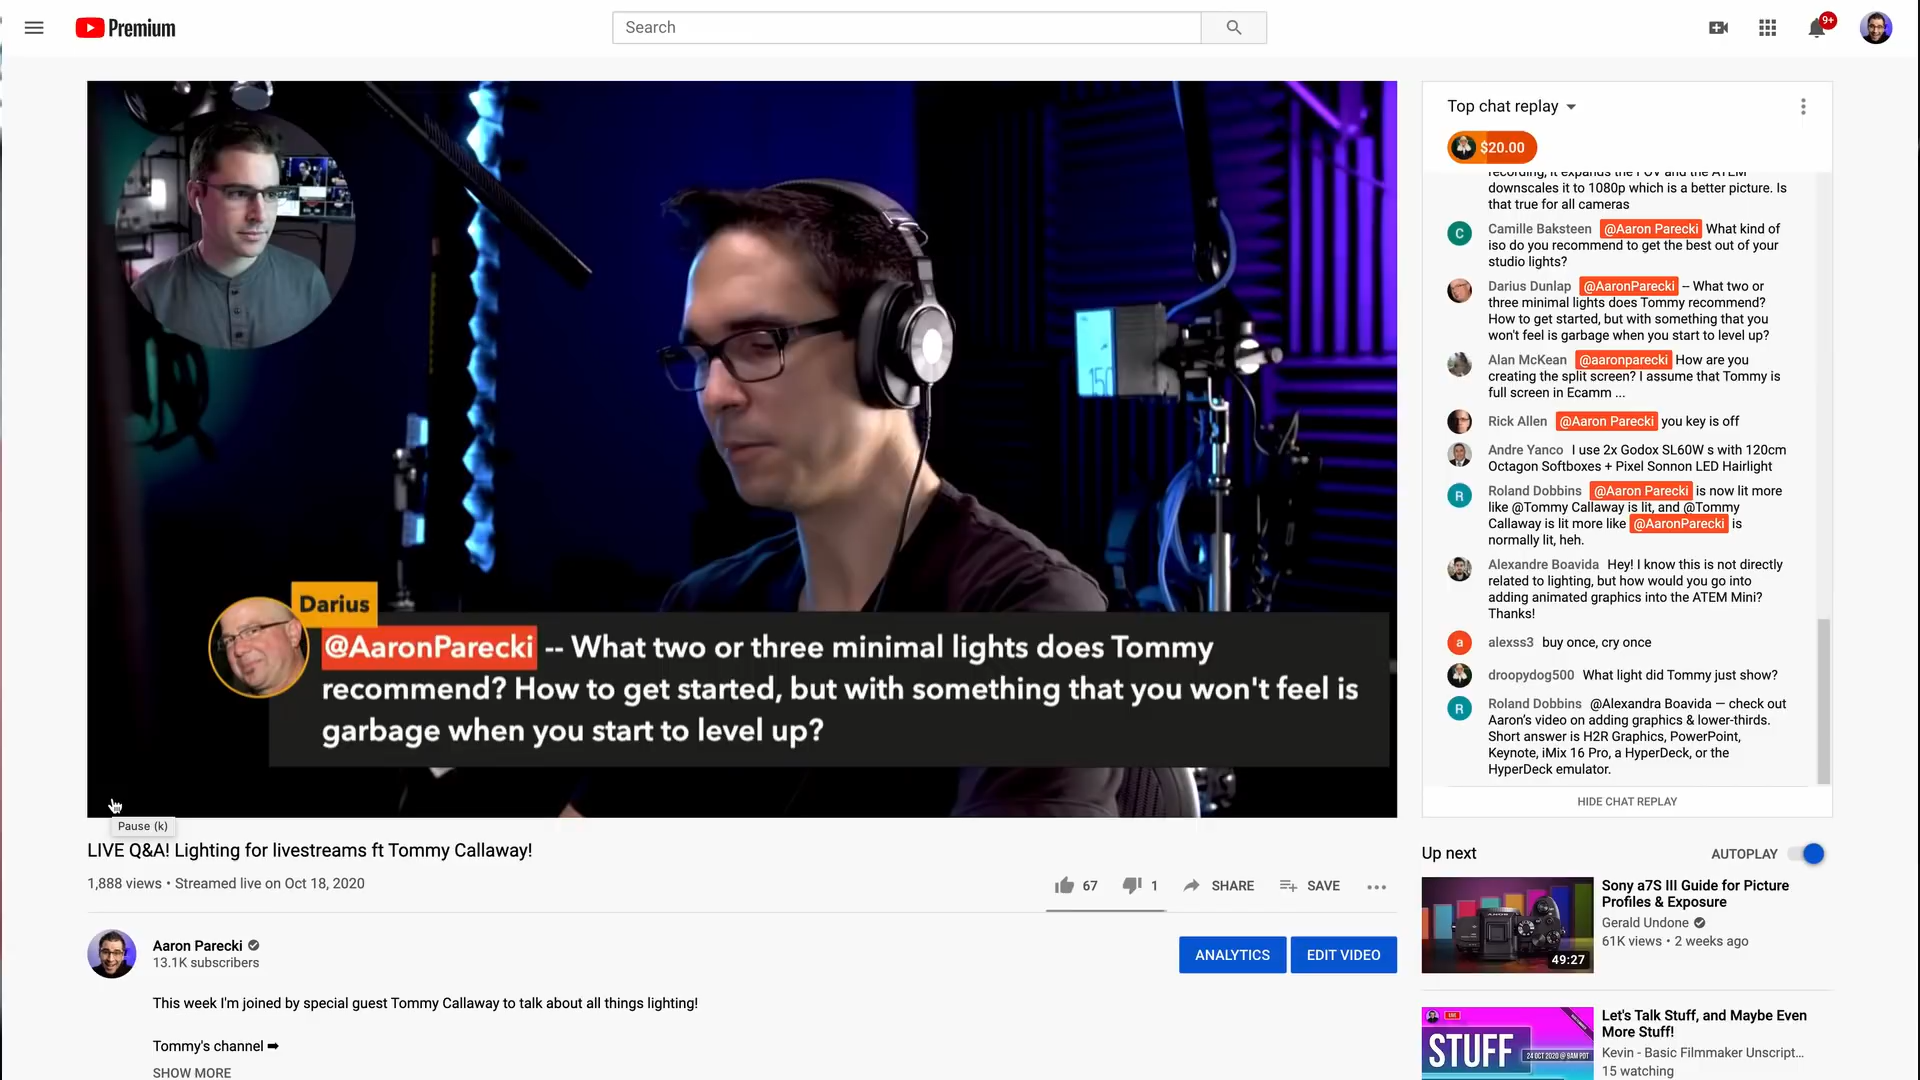 Premium
Search
9+
150
Darius
@AaronParecki -- What two or three minimal lights does Tommy
recommend? How to get started, but with something that you won't feel is
garbage when you start to level up?
Pause (k)
LIVE Q&A! Lighting for livestreams ft Tommy Callaway!
1,888 views • Streamed live on Oct 18, 2020
67
1
SHARE
SAVE
Aaron Parecki
13.1K subscribers
ANALYTICS
EDIT VIDEO
This week I'm joined by special guest Tommy Callaway to talk about all things lighting!
Tommy's channel ➡
SHOW MORE
Top chat replay
$20.00
recording, it expands the FOV and the ATEM
downscales it to 1080p which is a better picture. Is
that true for all cameras
C
Camille Baksteen @Aaron Parecki What kind of
iso do you recommend to get the best out of your
studio lights?
Darius Dunlap @AaronParecki -- What two or
three minimal lights does Tommy recommend?
How to get started, but with something that you
won't feel is garbage when you start to level up?
Alan McKean @aaronparecki How are you
creating the split screen? I assume that Tommy is
full screen in Ecamm ...
Rick Allen @Aaron Parecki you key is off
Andre Yanco I use 2x Godox SL60W s with 120cm
Octagon Softboxes + Pixel Sonnon LED Hairlight
R
Roland Dobbins @Aaron Parecki is now lit more
like @Tommy Callaway is lit, and @Tommy
Callaway is lit more like @AaronParecki is
normally lit, heh.
Alexandre Boavida Hey! I know this is not directly
related to lighting, but how would you go into
adding animated graphics into the ATEM Mini?
Thanks!
a
alexss3 buy once, cry once
droopydog500 What light did Tommy just show?
R
Roland Dobbins @Alexandra Boavida — check out
Aaron's video on adding graphics & lower-thirds.
Short answer is H2R Graphics, PowerPoint,
Keynote, iMix 16 Pro, a HyperDeck, or the
HyperDeck emulator.
HIDE CHAT REPLAY
Up next
AUTOPLAY
49:27
Sony a7S III Guide for Picture
Profiles & Exposure
Gerald Undone
61K views • 2 weeks ago
LIVE
STUFF
24 OCT 2020 @ 9AM PDT
Let's Talk Stuff, and Maybe Even
More Stuff!
Kevin - Basic Filmmaker Unscript...
15 watching